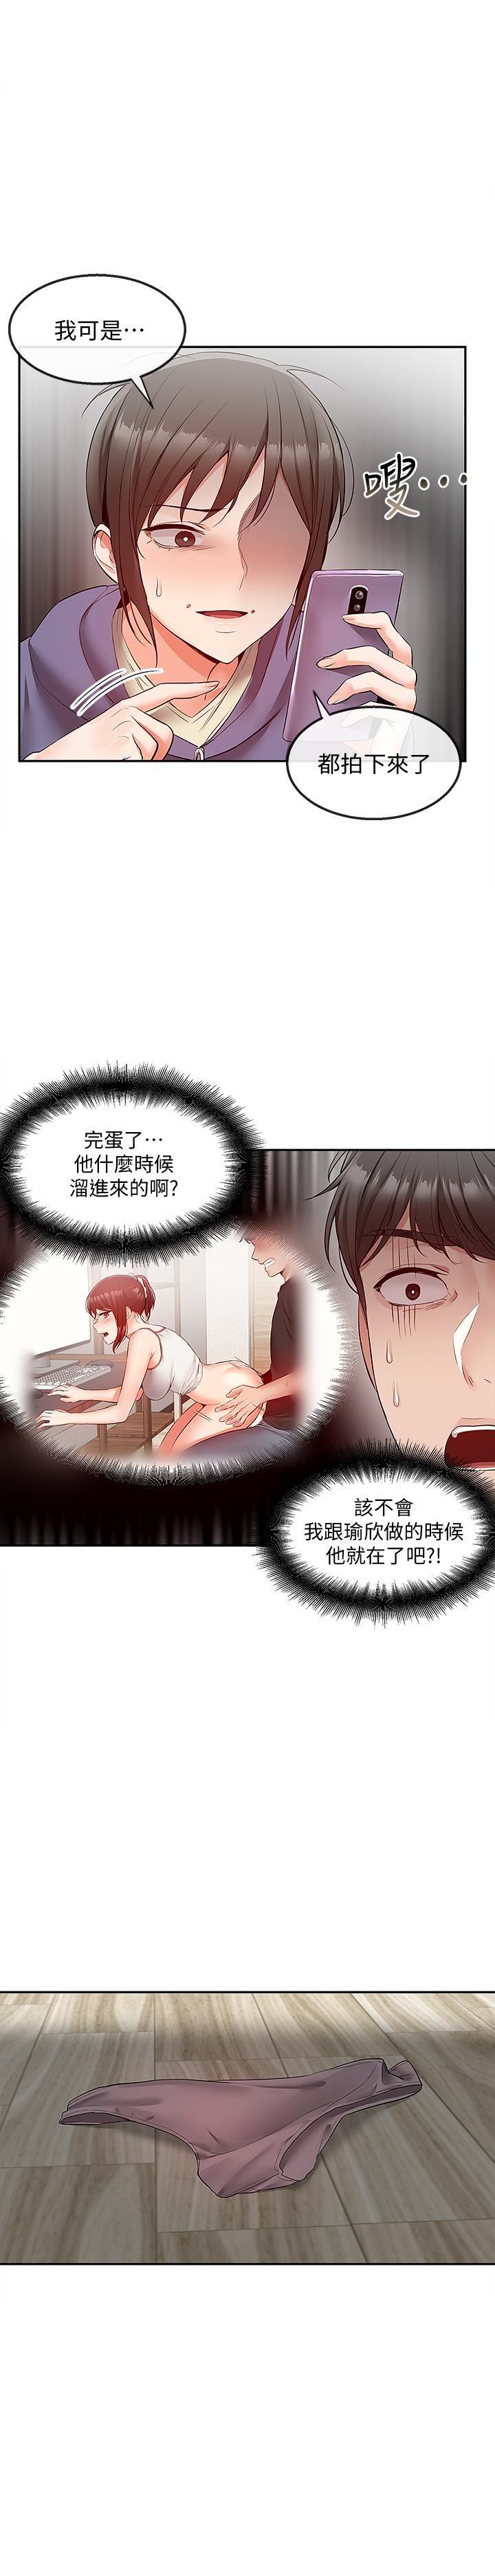 我可是⋯
嗖⋯
都拍下來了
完蛋了⋯
他什麼時候
溜進來的啊?
該不會
我跟瑜欣做的時候
他就在了吧?!